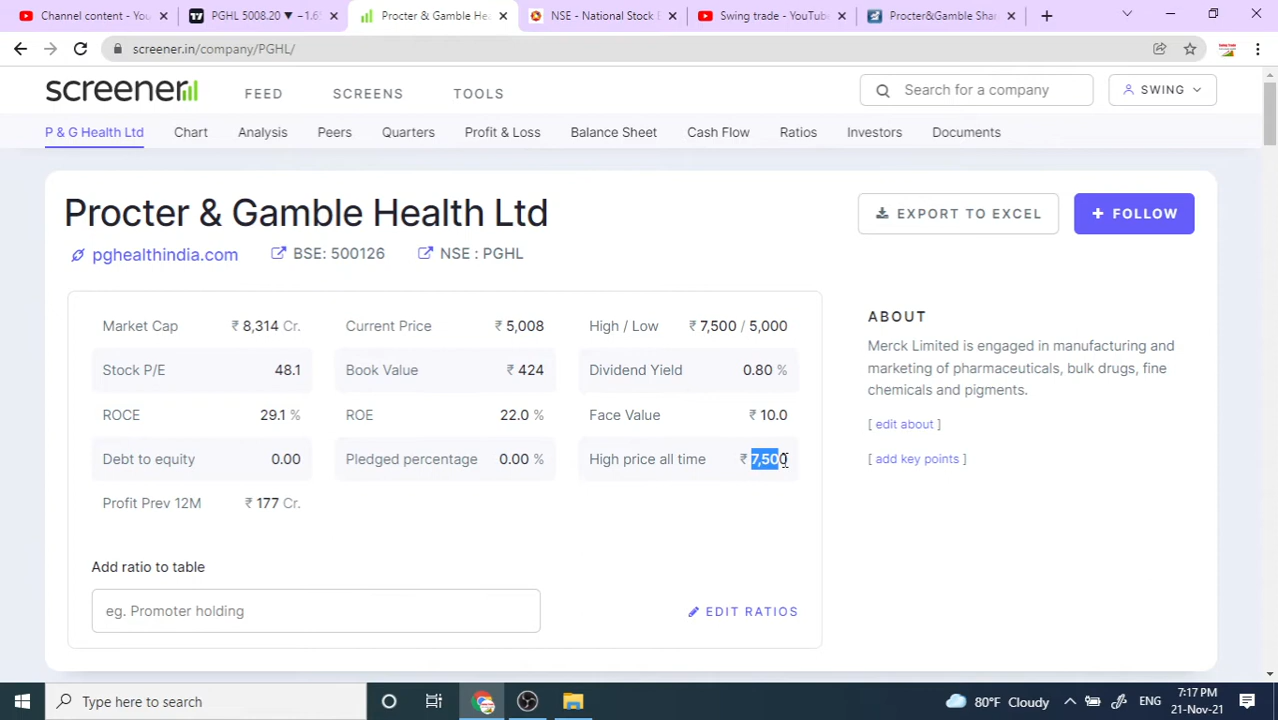 Channel content - You
PGHL 5008.20 ▼ −1.6
Procter & Gamble Hea
NSE - National Stock E
Swing trade - YouTube
Procter&Gamble Shar
screener.in/company/PGHL/
screener
FEED
SCREENS
TOOLS
Search for a company
SWING
P & G Health Ltd
Chart
Analysis
Peers
Quarters
Profit & Loss
Balance Sheet
Cash Flow
Ratios
Investors
Documents
Procter & Gamble Health Ltd
EXPORT TO EXCEL
+ FOLLOW
pghealthindia.com
BSE: 500126
NSE : PGHL
Market Cap ₹ 8,314 Cr.
Current Price ₹ 5,008
High / Low ₹ 7,500 / 5,000
Stock P/E 48.1
Book Value ₹ 424
Dividend Yield 0.80 %
ROCE 29.1 %
ROE 22.0 %
Face Value ₹ 10.0
Debt to equity 0.00
Pledged percentage 0.00 %
High price all time ₹ 7,500
Profit Prev 12M ₹ 177 Cr.
Add ratio to table
eg. Promoter holding
EDIT RATIOS
ABOUT
Merck Limited is engaged in manufacturing and
marketing of pharmaceuticals, bulk drugs, fine
chemicals and pigments.
[ edit about ]
[ add key points ]
Type here to search
80°F Cloudy
ENG
7:17 PM
21-Nov-21